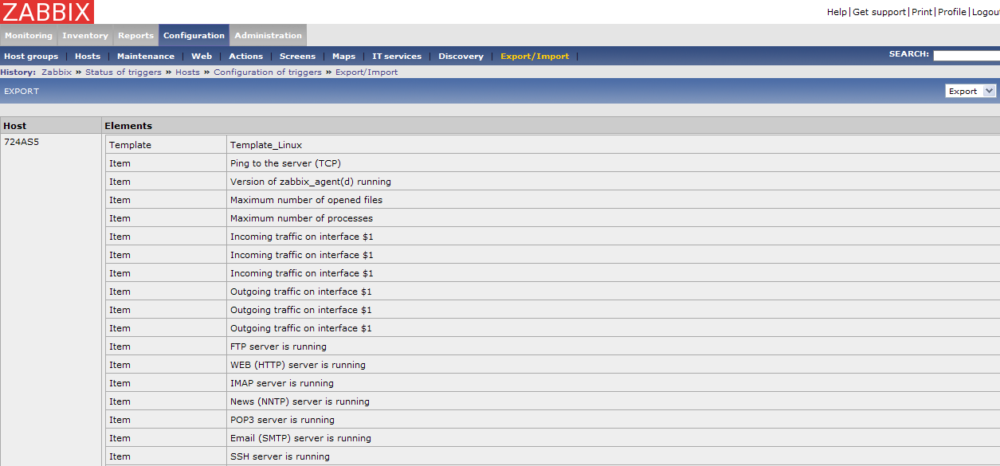 ZABBIX
Help|Get support|Print|Profile|Logout
Monitoring Inventory Reports Configuration Administration
Host groups | Hosts | Maintenance | Web | Actions | Screens | Maps | IT services | Discovery | Export/Import | SEARCH:
History: Zabbix » Status of triggers » Hosts » Configuration of triggers » Export/Import
EXPORT Export
Host Elements
724AS5 Template Template_Linux
Item Ping to the server (TCP)
Item Version of zabbix_agent(d) running
Item Maximum number of opened files
Item Maximum number of processes
Item Incoming traffic on interface $1
Item Incoming traffic on interface $1
Item Incoming traffic on interface $1
Item Outgoing traffic on interface $1
Item Outgoing traffic on interface $1
Item Outgoing traffic on interface $1
Item FTP server is running
Item WEB (HTTP) server is running
Item IMAP server is running
Item News (NNTP) server is running
Item POP3 server is running
Item Email (SMTP) server is running
Item SSH server is running